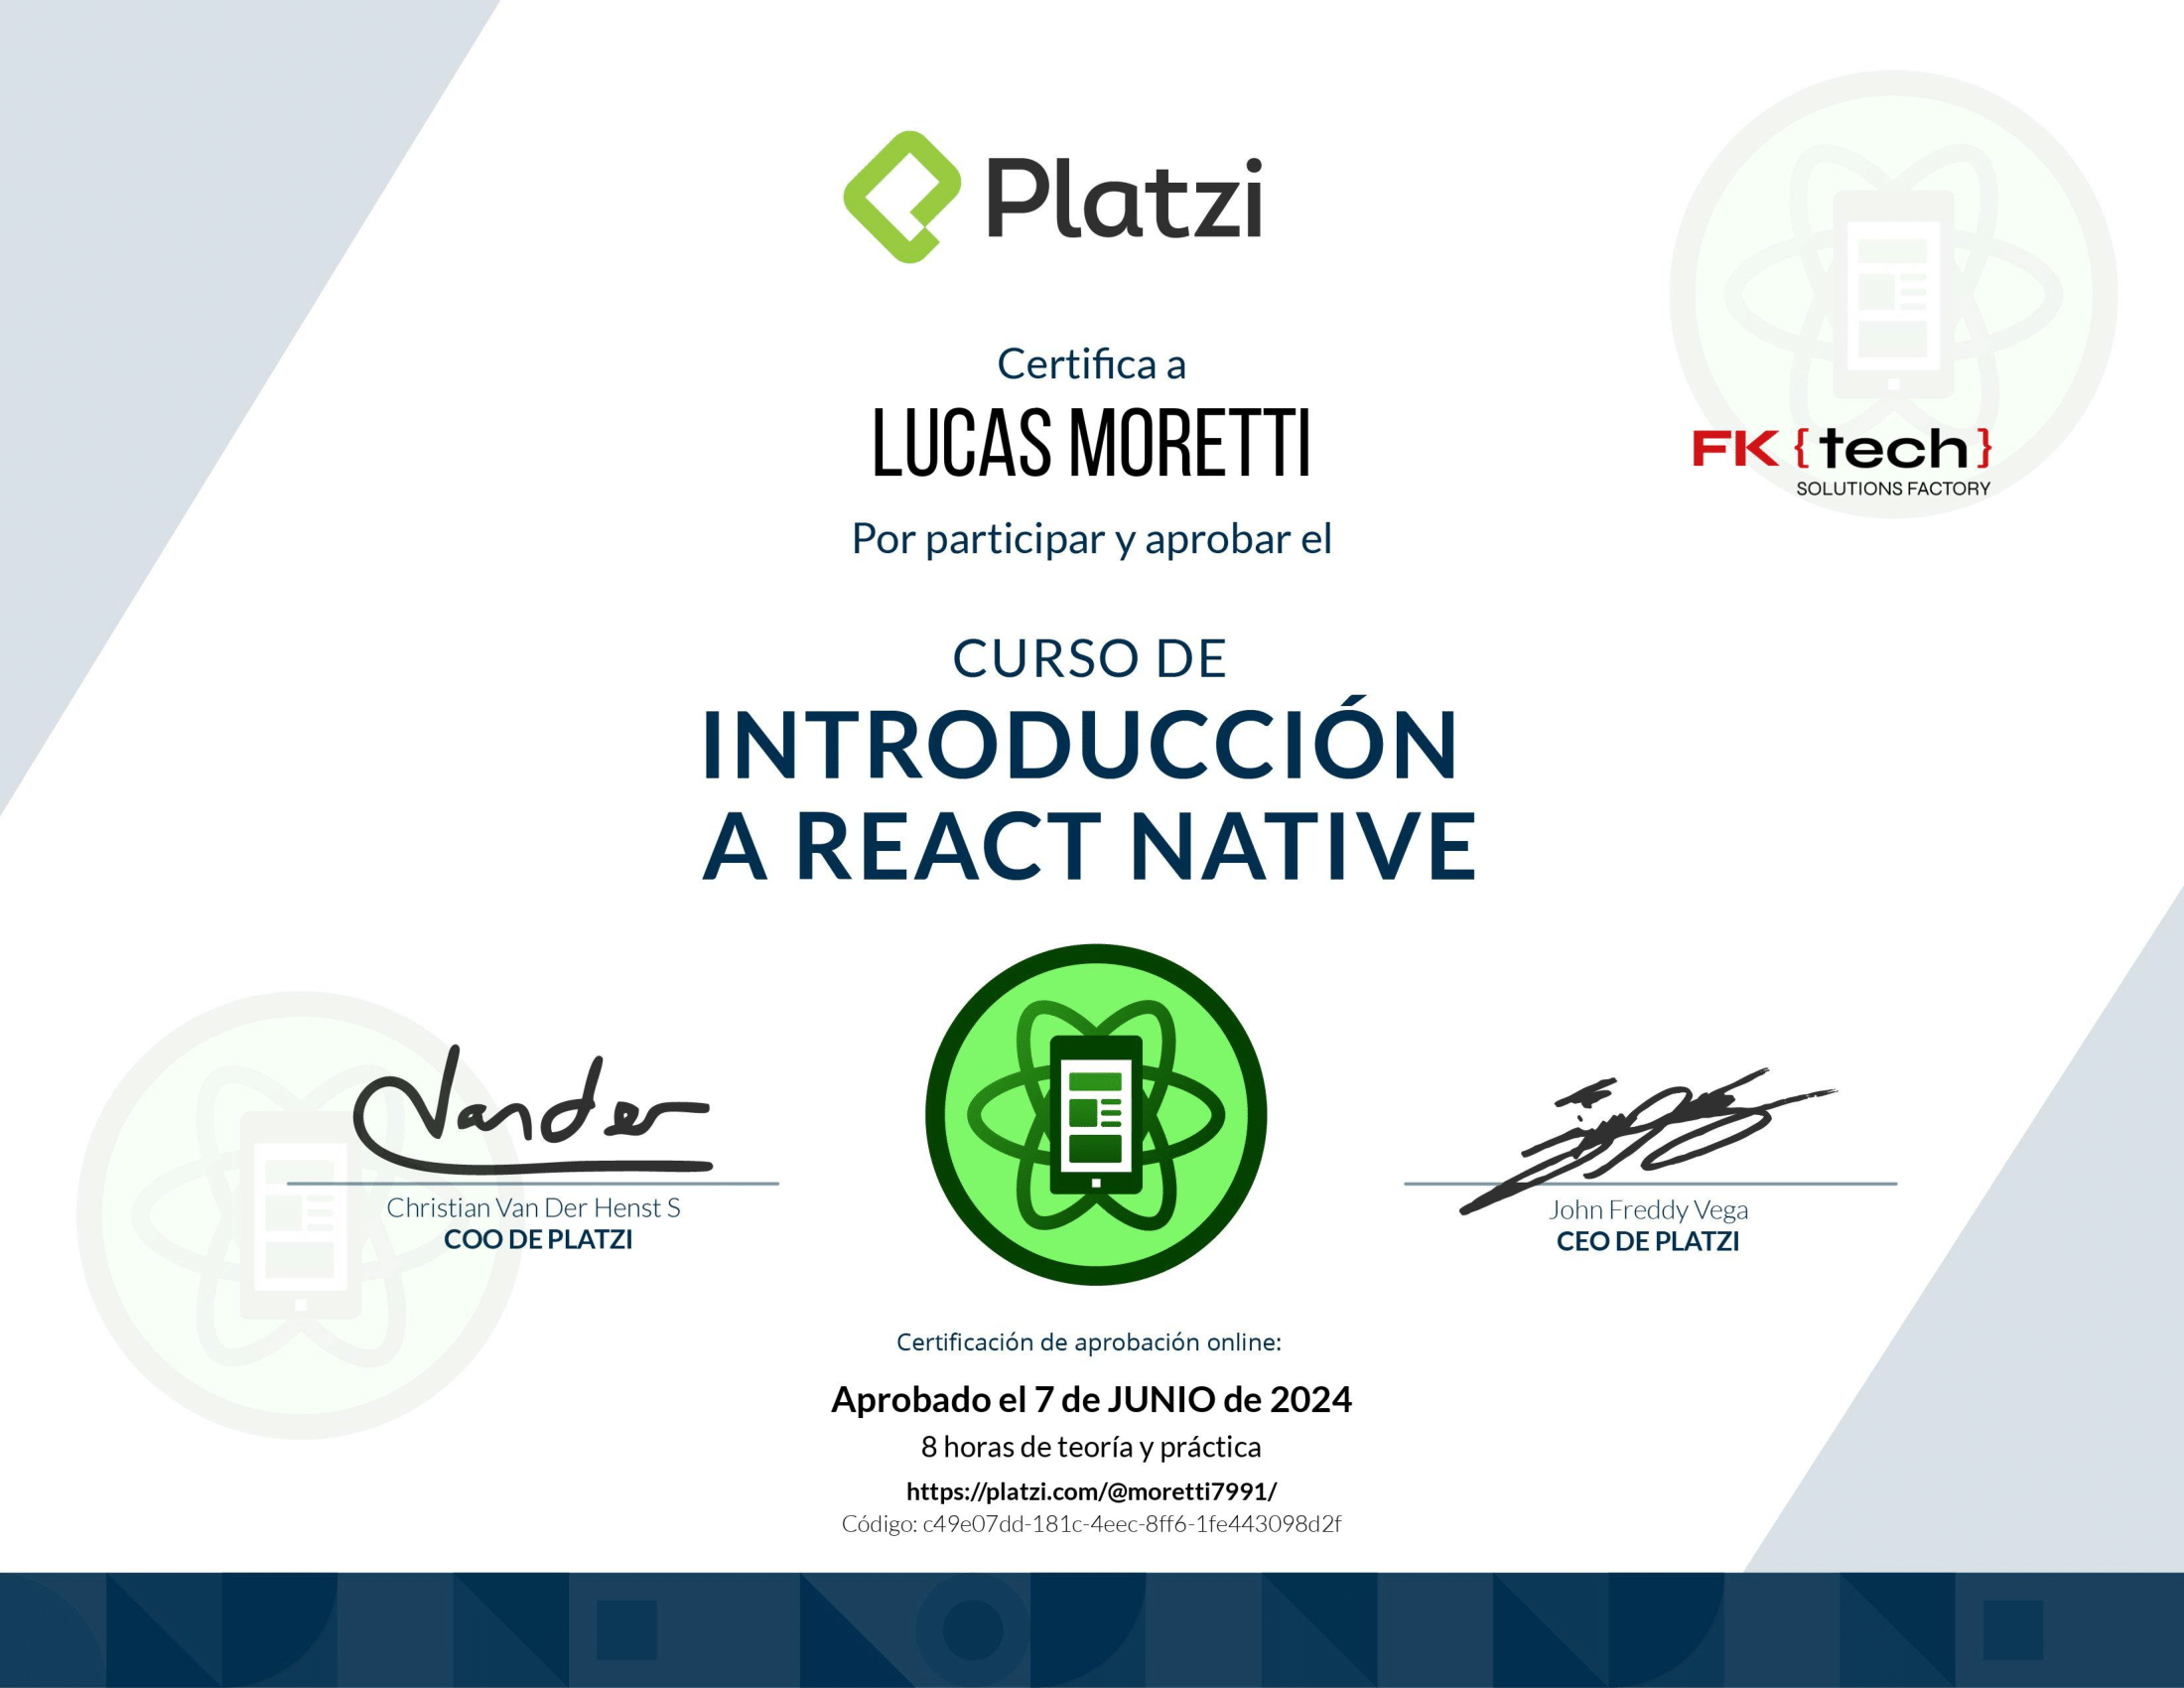 Platzi
Certifica a
LUCAS MORETTI
FK {tech}
SOLUTIONS FACTORY
Por participar y aprobar el
CURSO DE
INTRODUCCIÓN
A REACT NATIVE
Vander
Christian Van Der Henst S
COO DE PLATZI
John Freddy Vega
CEO DE PLATZI
Certificación de aprobación online:
Aprobado el 7 de JUNIO de 2024
8 horas de teoría y práctica
https://platzi.com/@moretti7991/
Código: c49e07dd-181c-4eec-8ff6-1fe443098d2f